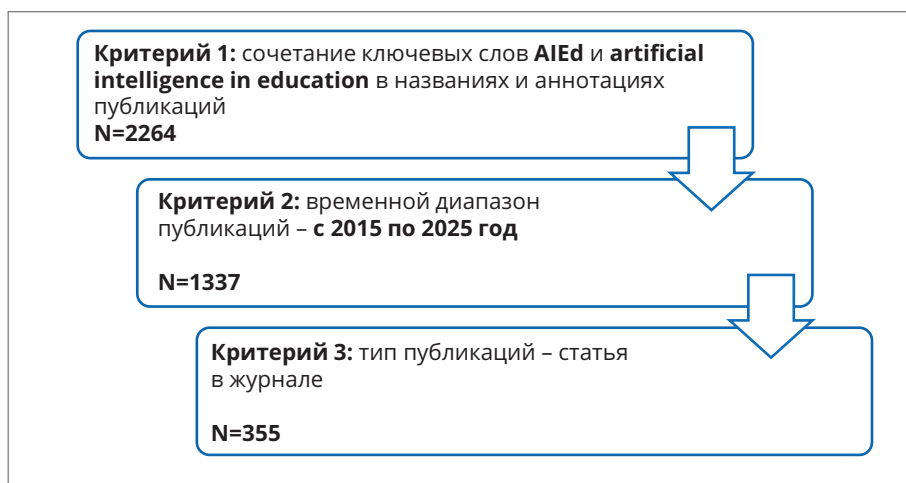 Критерий 1: сочетание ключевых слов AIEd и artificial
intelligence in education в названиях и аннотациях
публикаций
N=2264
Критерий 2: временной диапазон
публикаций – с 2015 по 2025 год
N=1337
Критерий 3: тип публикаций – статья
в журнале
N=355